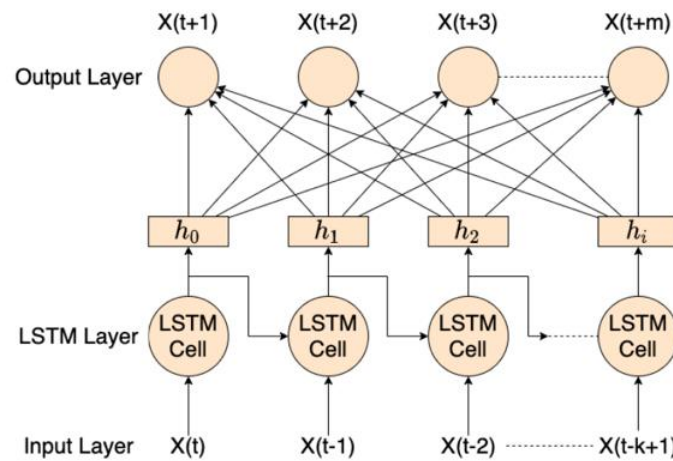 X(t+1) X(t+2) X(t+3) X(t+m)
Output Layer
h₀ h₁ h₂ hᵢ
LSTM Layer
LSTM Cell LSTM Cell LSTM Cell LSTM Cell
Input Layer X(t) X(t-1) X(t-2) X(t-k+1)